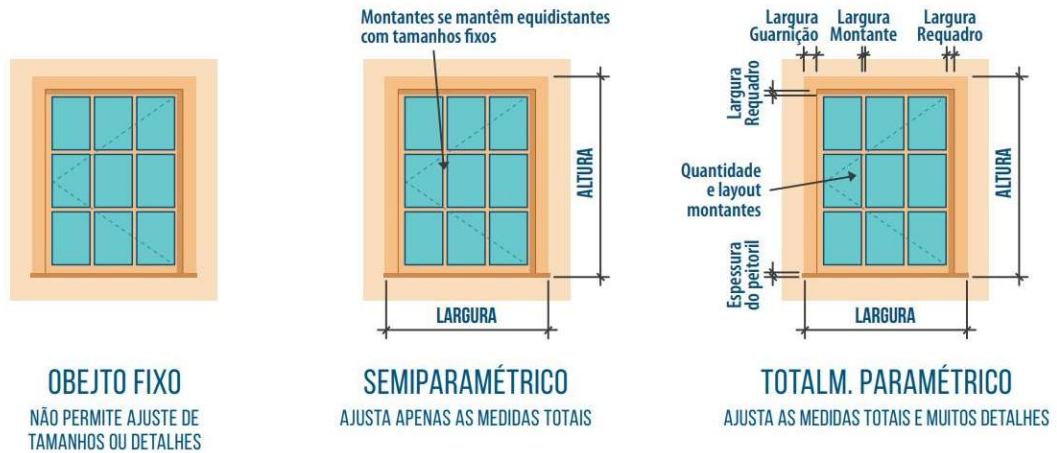 Montantes se mantêm equidistantes
com tamanhos fixos
ALTURA
LARGURA
Largura
Guarnição
Largura
Montante
Largura
Requadro
Largura
Requadro
Quantidade
e layout
montantes
Espessura
do peitoril
ALTURA
LARGURA
OBEJTO FIXO
NÃO PERMITE AJUSTE DE
TAMANHOS OU DETALHES
SEMIPARAMÉTRICO
AJUSTA APENAS AS MEDIDAS TOTAIS
TOTALM. PARAMÉTRICO
AJUSTA AS MEDIDAS TOTAIS E MUITOS DETALHES